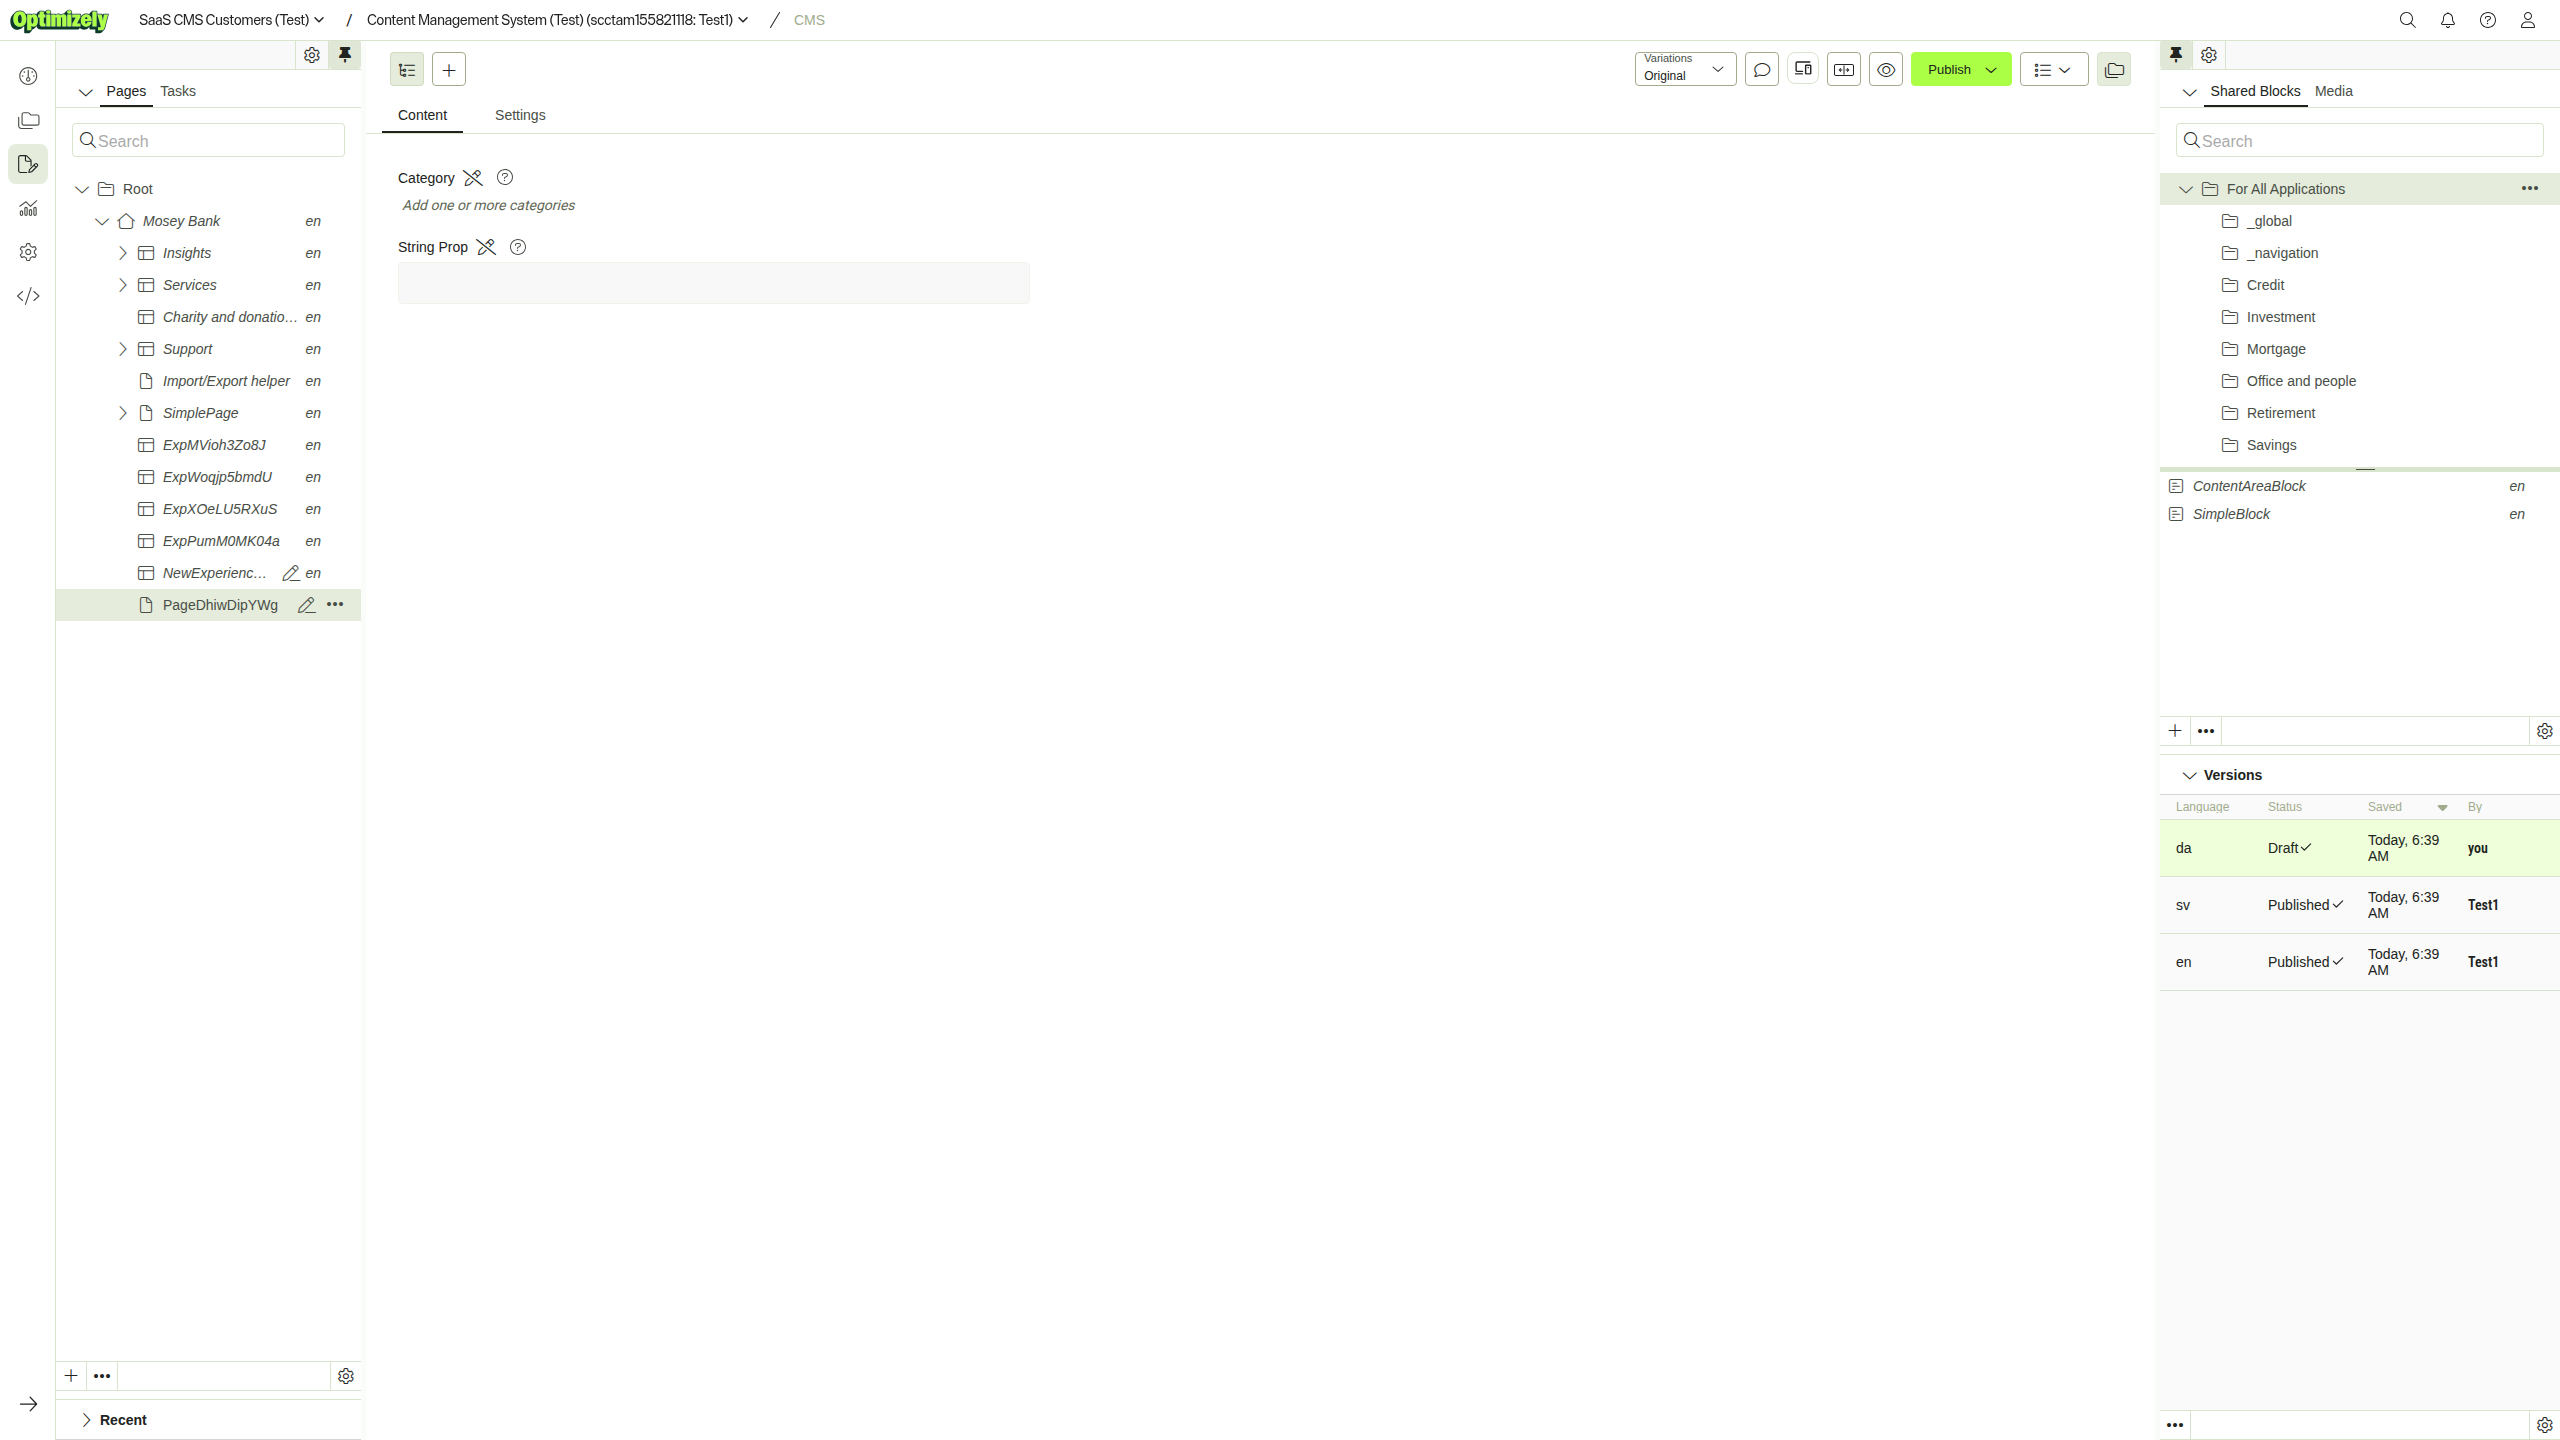 Optimizely
SaaS CMS Customers (Test) / Content Management System (Test) (scctam155821118: Test1) / CMS
Pages Tasks
Search
Root
Mosey Bank en
Insights en
Services en
Charity and donatio… en
Support en
Import/Export helper en
SimplePage en
ExpMVioh3Zo8J en
ExpWoqjp5bmdU en
ExpXOeLU5RXuS en
ExpPumM0MK04a en
NewExperienc… en
PageDhiwDipYWg
Recent
Variations
Original
Publish
Content Settings
Category
Add one or more categories
String Prop
Shared Blocks Media
Search
For All Applications
_global
_navigation
Credit
Investment
Mortgage
Office and people
Retirement
Savings
ContentAreaBlock en
SimpleBlock en
Versions
Language Status Saved By
da Draft Today, 6:39 AM you
sv Published Today, 6:39 AM Test1
en Published Today, 6:39 AM Test1